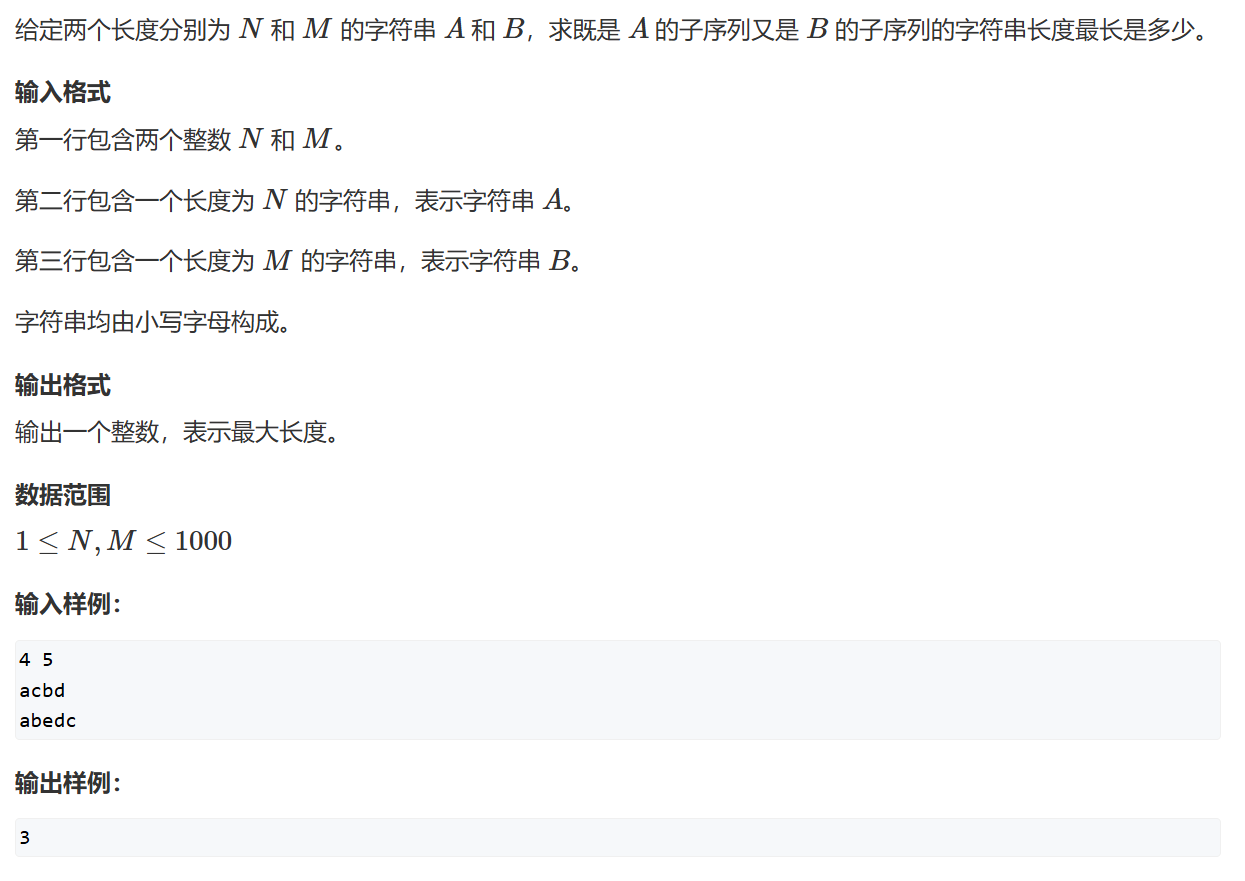 给定两个长度分别为 N 和 M 的字符串 A 和 B，求既是 A 的子序列又是 B 的子序列的字符串长度最长是多少。
输入格式
第一行包含两个整数 N 和 M。
第二行包含一个长度为 N 的字符串，表示字符串 A。
第三行包含一个长度为 M 的字符串，表示字符串 B。
字符串均由小写字母构成。
输出格式
输出一个整数，表示最大长度。
数据范围
1 ≤ N, M ≤ 1000
输入样例：
4 5
acbd
abedc
输出样例：
3